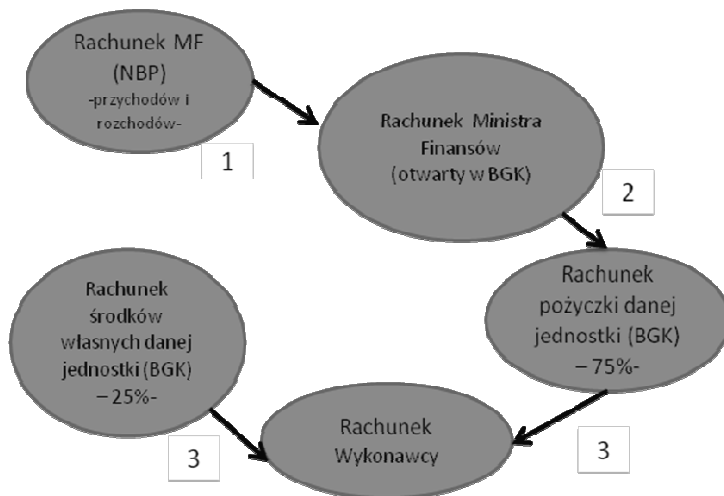 Rachunek MF
(NBP)
-przychodów i
rozchodów-
1
Rachunek Ministra
Finansów
(otwarty w BGK)
2
Rachunek
środków
własnych danej
jednostki (BGK)
– 25%-
Rachunek
pożyczki danej
jednostki (BGK)
– 75%-
3
Rachunek
Wykonawcy
3